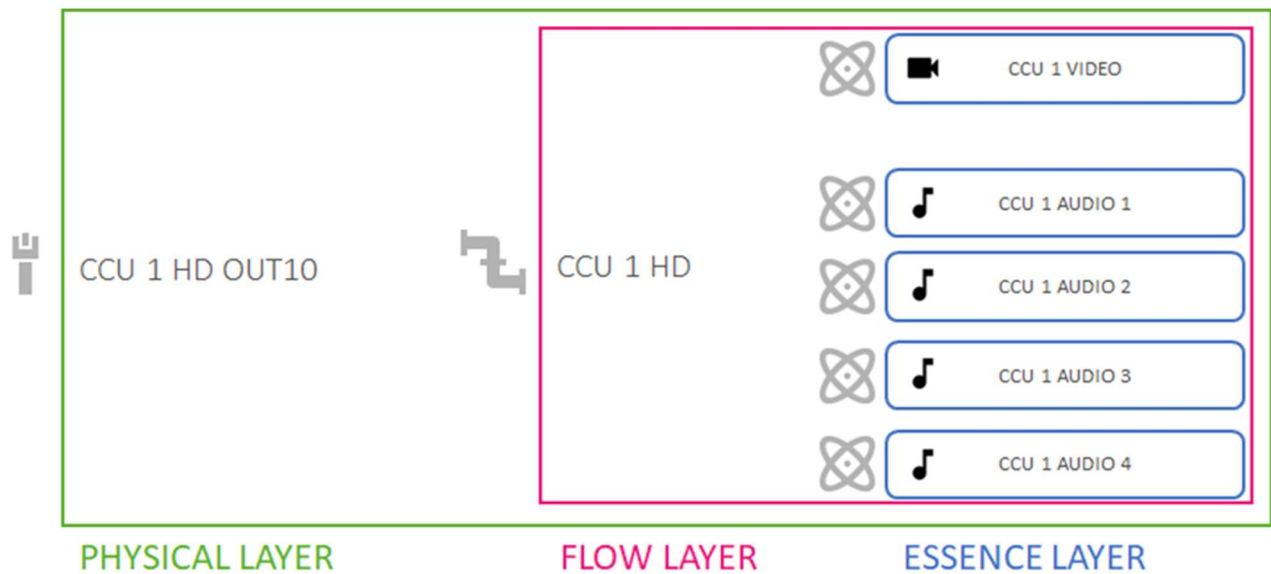 CCU 1 VIDEO
CCU 1 AUDIO 1
CCU 1 HD OUT10
CCU 1 HD
CCU 1 AUDIO 2
CCU 1 AUDIO 3
CCU 1 AUDIO 4
PHYSICAL LAYER
FLOW LAYER
ESSENCE LAYER